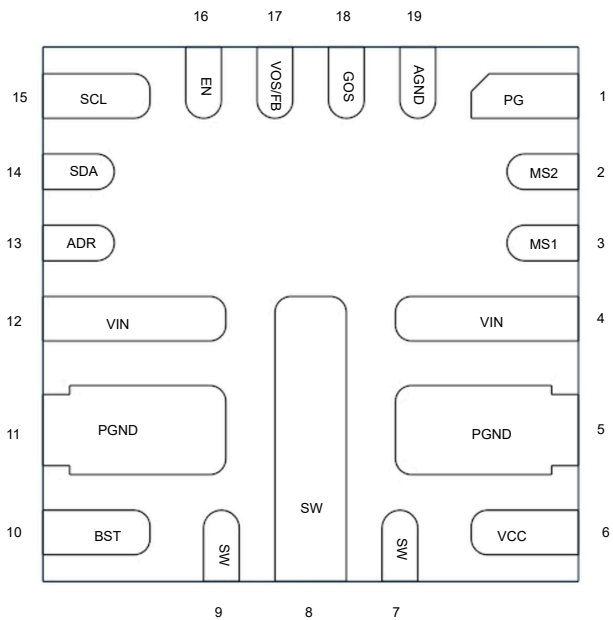 16 17 18 19
EN VOS/FB GOS AGND
15 SCL PG 1
14 SDA MS2 2
13 ADR MS1 3
12 VIN VIN 4
11 PGND PGND 5
10 BST SW SW SW VCC 6
9 8 7